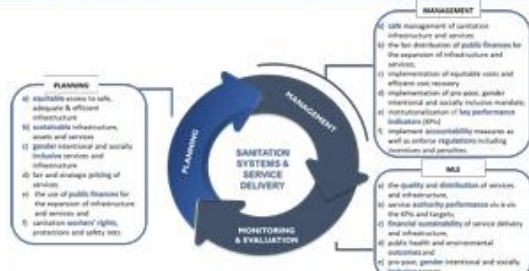 MANAGEMENT
a) safe management of sanitation
infrastructure and services
b) the fair distribution of public finances for
the expansion of infrastructure and
services,
c) implementation of equitable costs and
efficient cost recovery
d) implementation of pro-poor, gender
intentional and socially inclusive mandate
e) institutionalization of key performance
indicators (KPIs)
f) implement accountability measures as
well as enforce regulations including
incentives and penalties.
PLANNING
a) equitable access to safe,
adequate & efficient
infrastructure
b) sustainable infrastructure,
assets and services
c) gender intentional and socially
inclusive services and
infrastructure
d) fair and strategic pricing of
services
e) the use of public finances for
the expansion of infrastructure
and services and
f) sanitation workers' rights,
protections and safety nets
PLANNING
MANAGEMENT
SANITATION
SYSTEMS &
SERVICE
DELIVERY
MONITORING
& EVALUATION
M&E
a) the quality and distribution of services
and infrastructure,
b) service authority performance vis-à-vis
the KPIs and targets,
c) financial sustainability of service delivery
and infrastructure,
d) public health and environmental
outcomes and
e) pro-poor, gender intentional and socially